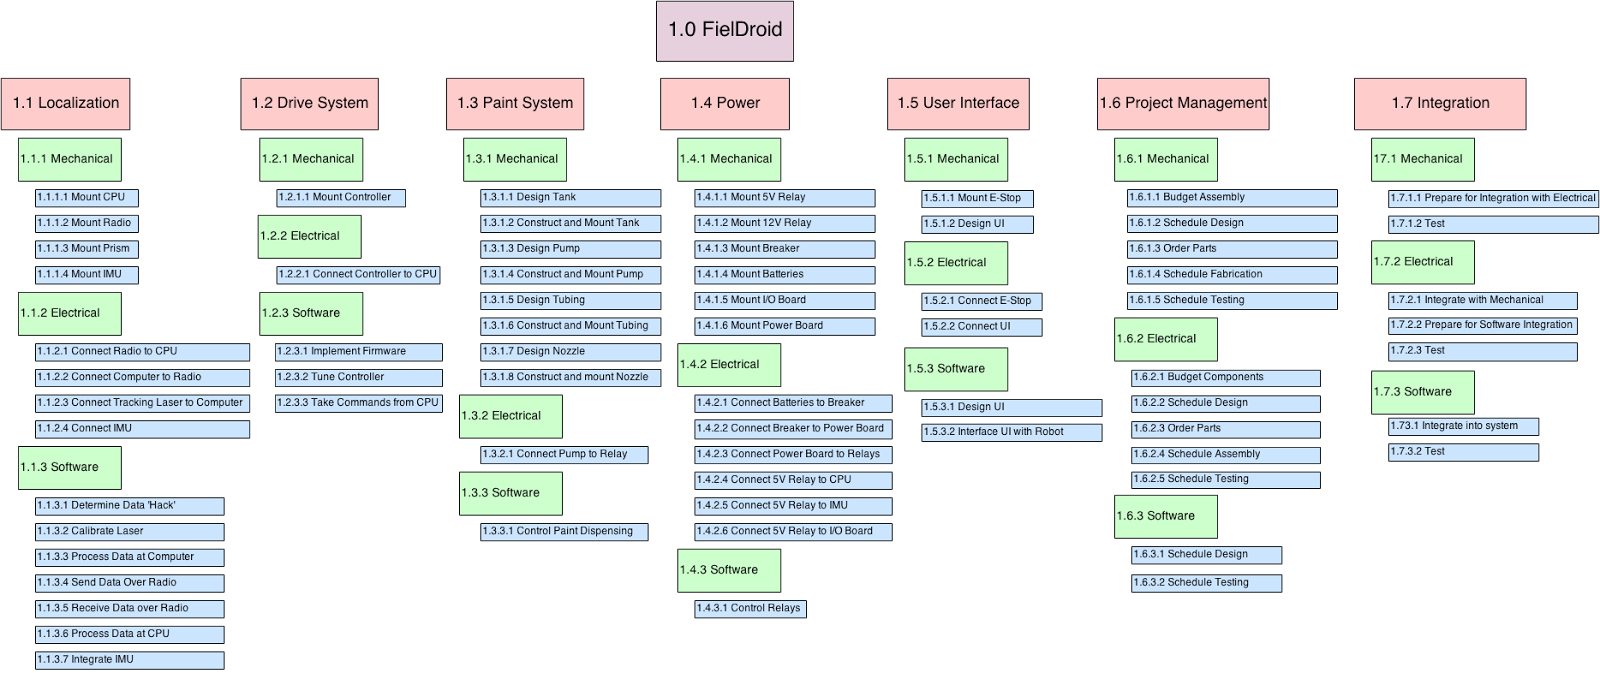 1.0 FielDroid
1.1 Localization
1.1.1 Mechanical
1.1.1.1 Mount CPU
1.1.1.2 Mount Radio
1.1.1.3 Mount Prism
1.1.1.4 Mount IMU
1.1.2 Electrical
1.1.2.1 Connect Radio to CPU
1.1.2.2 Connect Computer to Radio
1.1.2.3 Connect Tracking Laser to Computer
1.1.2.4 Connect IMU
1.1.3 Software
1.1.3.1 Determine Data 'Hack'
1.1.3.2 Calibrate Laser
1.1.3.3 Process Data at Computer
1.1.3.4 Send Data Over Radio
1.1.3.5 Receive Data over Radio
1.1.3.6 Process Data at CPU
1.1.3.7 Integrate IMU
1.2 Drive System
1.2.1 Mechanical
1.2.1.1 Mount Controller
1.2.2 Electrical
1.2.2.1 Connect Controller to CPU
1.2.3 Software
1.2.3.1 Implement Firmware
1.2.3.2 Tune Controller
1.2.3.3 Take Commands from CPU
1.3 Paint System
1.3.1 Mechanical
1.3.1.1 Design Tank
1.3.1.2 Construct and Mount Tank
1.3.1.3 Design Pump
1.3.1.4 Construct and Mount Pump
1.3.1.5 Design Tubing
1.3.1.6 Construct and Mount Tubing
1.3.1.7 Design Nozzle
1.3.1.8 Construct and mount Nozzle
1.3.2 Electrical
1.3.2.1 Connect Pump to Relay
1.3.3 Software
1.3.3.1 Control Paint Dispensing
1.4 Power
1.4.1 Mechanical
1.4.1.1 Mount 5V Relay
1.4.1.2 Mount 12V Relay
1.4.1.3 Mount Breaker
1.4.1.4 Mount Batteries
1.4.1.5 Mount I/O Board
1.4.1.6 Mount Power Board
1.4.2 Electrical
1.4.2.1 Connect Batteries to Breaker
1.4.2.2 Connect Breaker to Power Board
1.4.2.3 Connect Power Board to Relays
1.4.2.4 Connect 5V Relay to CPU
1.4.2.5 Connect 5V Relay to IMU
1.4.2.6 Connect 5V Relay to I/O Board
1.4.3 Software
1.4.3.1 Control Relays
1.5 User Interface
1.5.1 Mechanical
1.5.1.1 Mount E-Stop
1.5.1.2 Design UI
1.5.2 Electrical
1.5.2.1 Connect E-Stop
1.5.2.2 Connect UI
1.5.3 Software
1.5.3.1 Design UI
1.5.3.2 Interface UI with Robot
1.6 Project Management
1.6.1 Mechanical
1.6.1.1 Budget Assembly
1.6.1.2 Schedule Design
1.6.1.3 Order Parts
1.6.1.4 Schedule Fabrication
1.6.1.5 Schedule Testing
1.6.2 Electrical
1.6.2.1 Budget Components
1.6.2.2 Schedule Design
1.6.2.3 Order Parts
1.6.2.4 Schedule Assembly
1.6.2.5 Schedule Testing
1.6.3 Software
1.6.3.1 Schedule Design
1.6.3.2 Schedule Testing
1.7 Integration
17.1 Mechanical
1.7.1.1 Prepare for Integration with Electrical
1.7.1.2 Test
1.7.2 Electrical
1.7.2.1 Integrate with Mechanical
1.7.2.2 Prepare for Software Integration
1.7.2.3 Test
1.7.3 Software
1.73.1 Integrate into system
1.7.3.2 Test